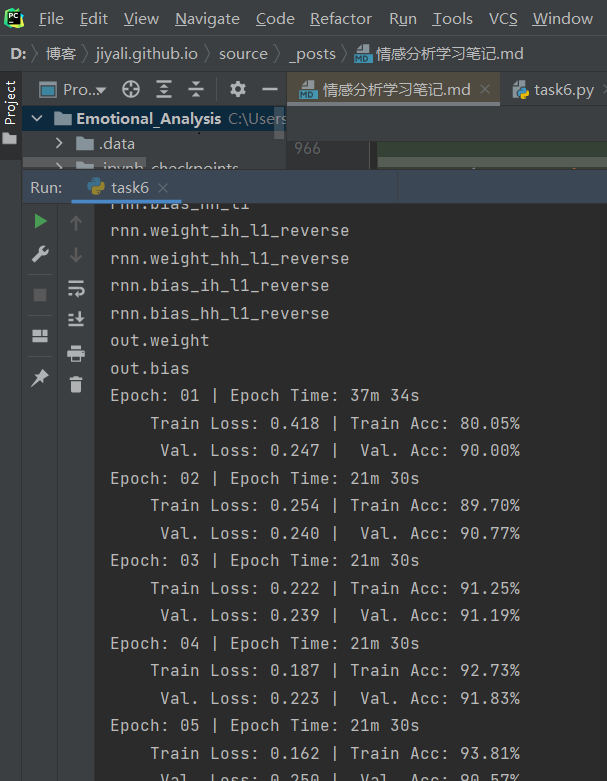 PC File Edit View Navigate Code Refactor Run Tools VCS Window
D: 博客 jiyali.github.io source _posts 情感分析学习笔记.md
Project
Pro... 情感分析学习笔记.md task6.py
Emotional_Analysis C:\Users
.data
966
.ipynb_checkpoints
Run: task6
rnn.bias_hh_l1
rnn.weight_ih_l1_reverse
rnn.weight_hh_l1_reverse
rnn.bias_ih_l1_reverse
rnn.bias_hh_l1_reverse
out.weight
out.bias
Epoch: 01 | Epoch Time: 37m 34s
Train Loss: 0.418 | Train Acc: 80.05%
Val. Loss: 0.247 | Val. Acc: 90.00%
Epoch: 02 | Epoch Time: 21m 30s
Train Loss: 0.254 | Train Acc: 89.70%
Val. Loss: 0.240 | Val. Acc: 90.77%
Epoch: 03 | Epoch Time: 21m 30s
Train Loss: 0.222 | Train Acc: 91.25%
Val. Loss: 0.239 | Val. Acc: 91.19%
Epoch: 04 | Epoch Time: 21m 30s
Train Loss: 0.187 | Train Acc: 92.73%
Val. Loss: 0.223 | Val. Acc: 91.83%
Epoch: 05 | Epoch Time: 21m 30s
Train Loss: 0.162 | Train Acc: 93.81%
Val. Loss: 0.250 | Val. Acc: 90.57%